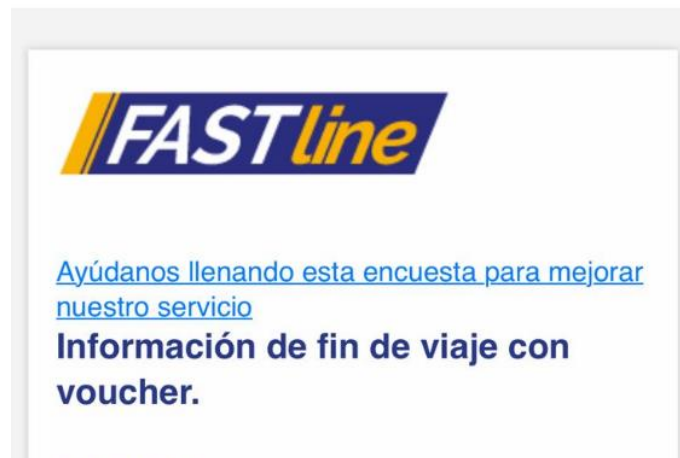 FASTline
Ayúdanos llenando esta encuesta para mejorar
nuestro servicio
Información de fin de viaje con
voucher.